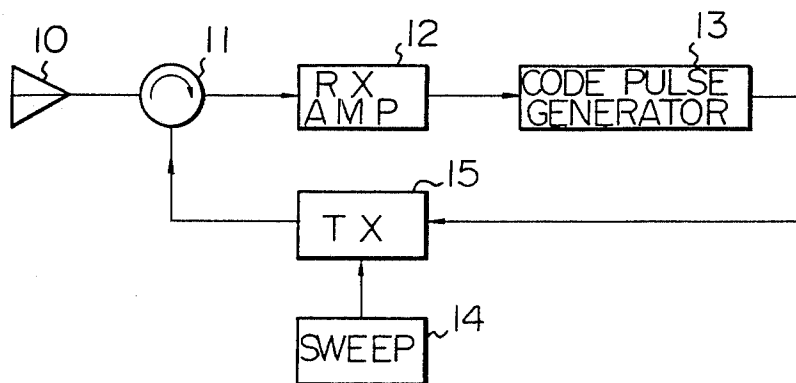 10
11
12
13
RX
AMP
CODE PULSE
GENERATOR
15
TX
14
SWEEP